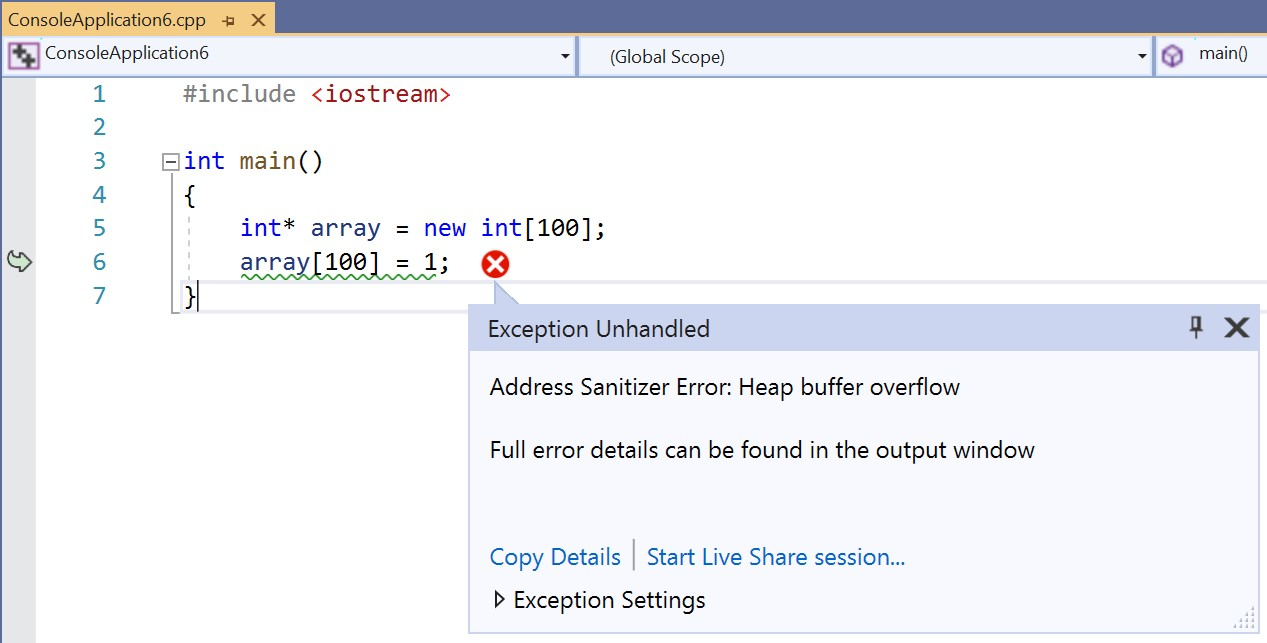 ConsoleApplication6.cpp
ConsoleApplication6 (Global Scope) main()
1 #include <iostream>
2
3 int main()
4 {
5 int* array = new int[100];
6 array[100] = 1;
7 }
Exception Unhandled
Address Sanitizer Error: Heap buffer overflow
Full error details can be found in the output window
Copy Details | Start Live Share session...
Exception Settings